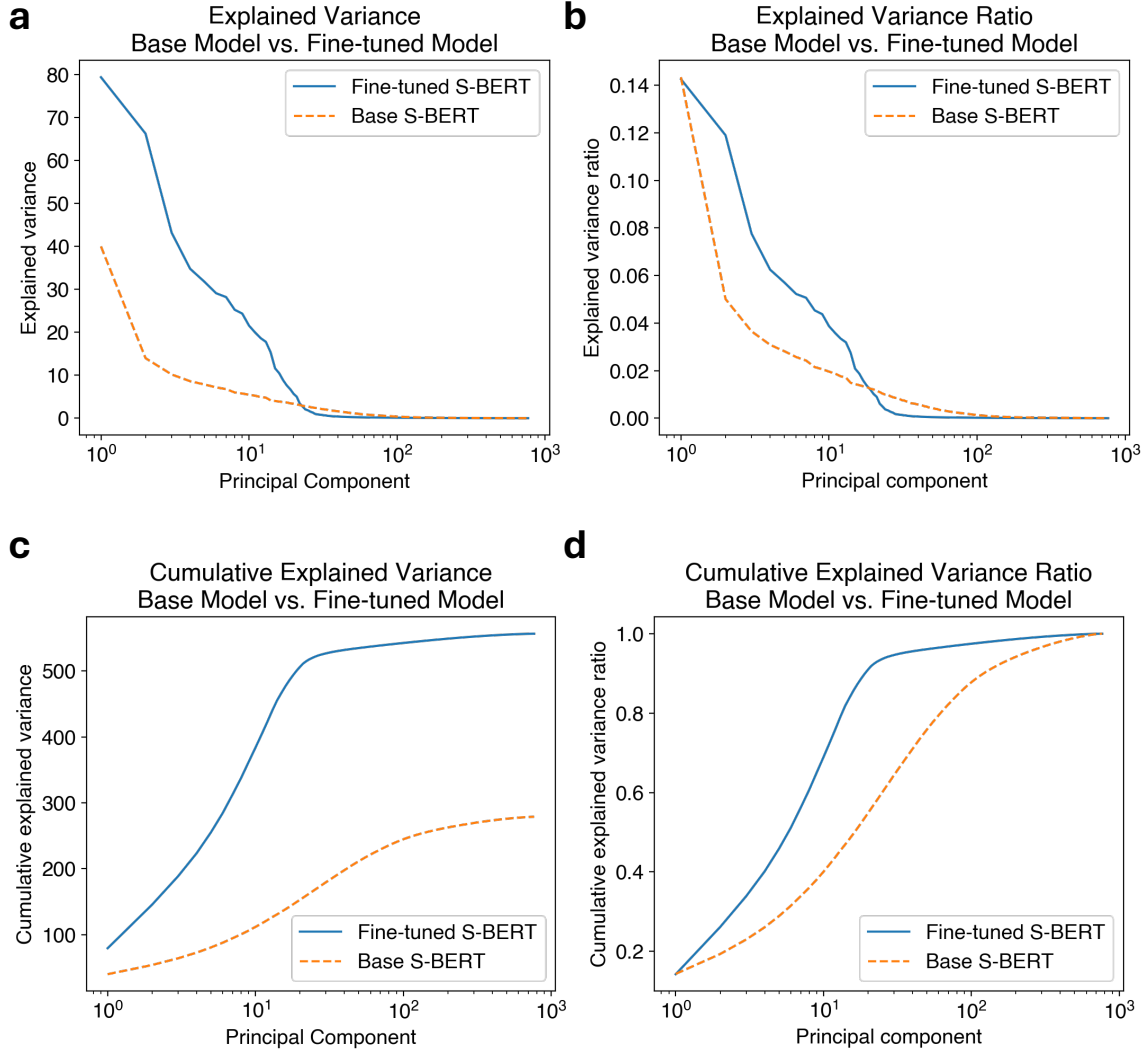 a
Explained Variance
Base Model vs. Fine-tuned Model
80
70
60
50
40
30
20
10
0
Explained variance
Fine-tuned S-BERT
Base S-BERT
10^0
10^1
10^2
10^3
Principal Component
b
Explained Variance Ratio
Base Model vs. Fine-tuned Model
0.14
0.12
0.10
0.08
0.06
0.04
0.02
0.00
Explained variance ratio
Fine-tuned S-BERT
Base S-BERT
10^0
10^1
10^2
10^3
Principal component
c
Cumulative Explained Variance
Base Model vs. Fine-tuned Model
500
400
300
200
100
Cumulative explained variance
Fine-tuned S-BERT
Base S-BERT
10^0
10^1
10^2
10^3
Principal Component
d
Cumulative Explained Variance Ratio
Base Model vs. Fine-tuned Model
1.0
0.8
0.6
0.4
0.2
Cumulative explained variance ratio
Fine-tuned S-BERT
Base S-BERT
10^0
10^1
10^2
10^3
Principal component